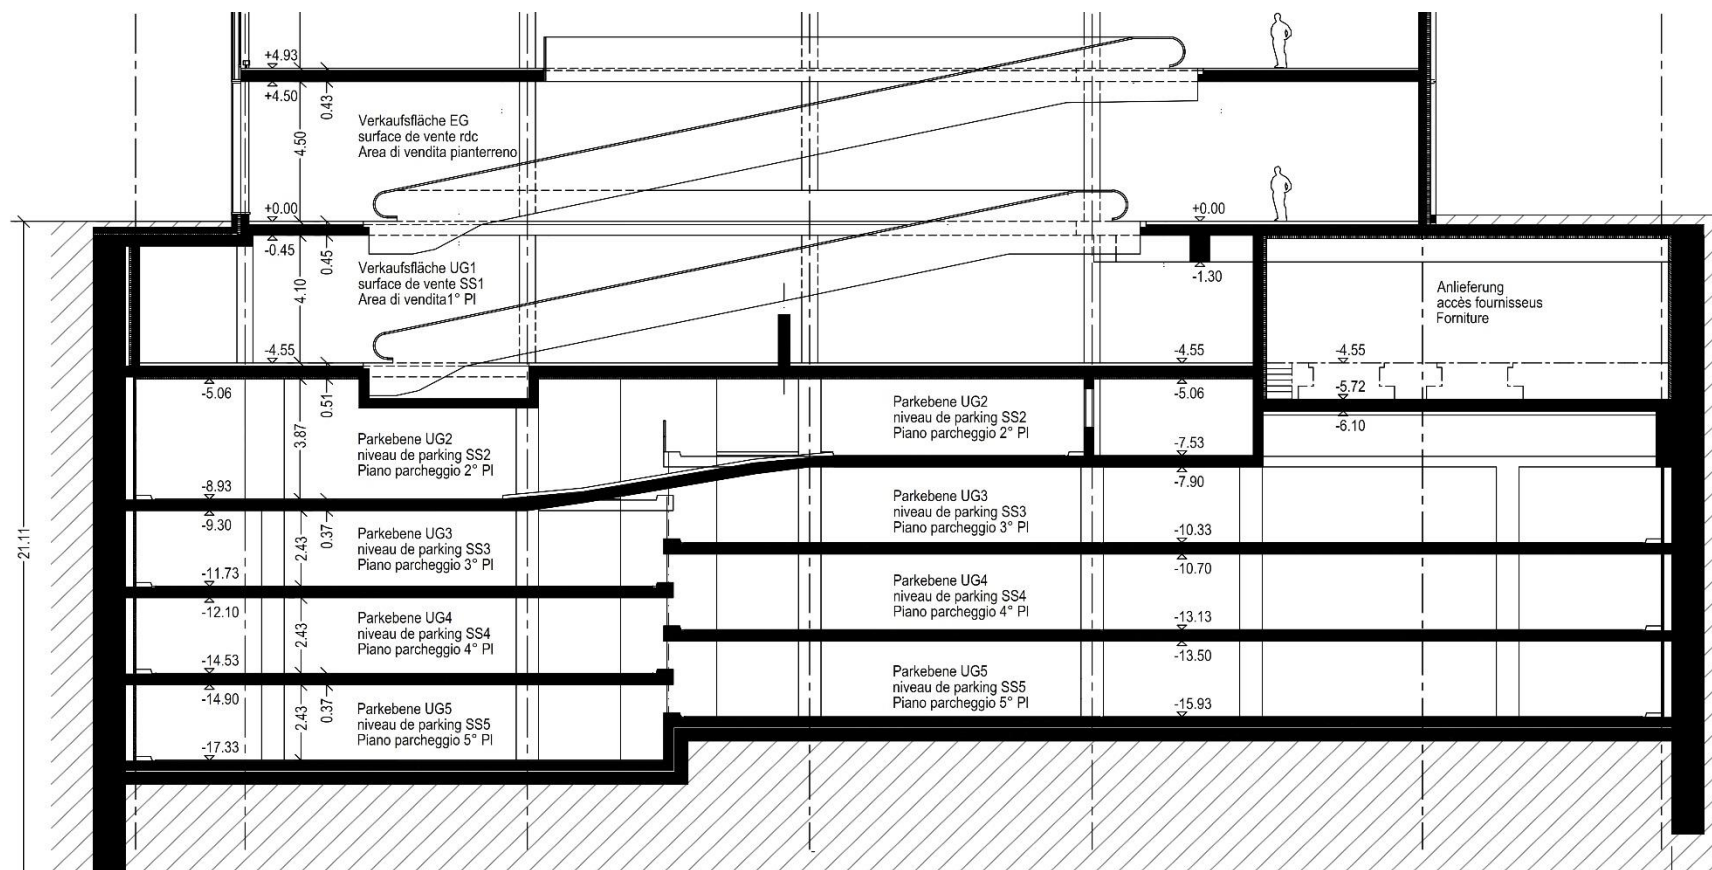 +4.93
+4.50
0.43
4.50
Verkaufsfläche EG
surface de vente rdc
Area di vendita pianterreno
+0.00
-0.45
0.45
4.10
Verkaufsfläche UG1
surface de vente SS1
Area di vendita1° PI
+0.00
-1.30
Anlieferung
accès fournisseus
Forniture
-4.55
-5.06
0.51
3.87
-4.55
-5.06
-4.55
-5.72
-6.10
Parkebene UG2
niveau de parking SS2
Piano parcheggio 2° PI
Parkebene UG2
niveau de parking SS2
Piano parcheggio 2° PI
-7.53
-7.90
-8.93
-9.30
2.43
0.37
Parkebene UG3
niveau de parking SS3
Piano parcheggio 3° PI
Parkebene UG3
niveau de parking SS3
Piano parcheggio 3° PI
-10.33
-10.70
21.11
-11.73
-12.10
2.43
Parkebene UG4
niveau de parking SS4
Piano parcheggio 4° PI
Parkebene UG4
niveau de parking SS4
Piano parcheggio 4° PI
-13.13
-13.50
-14.53
-14.90
2.43
0.37
Parkebene UG5
niveau de parking SS5
Piano parcheggio 5° PI
Parkebene UG5
niveau de parking SS5
Piano parcheggio 5° PI
-15.93
-17.33